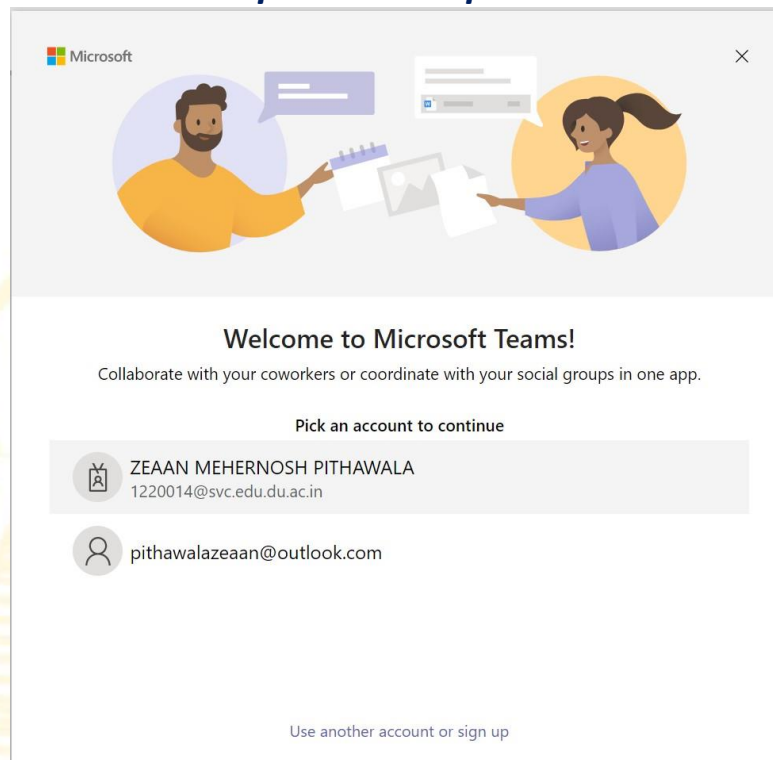 Microsoft
Welcome to Microsoft Teams!
Collaborate with your coworkers or coordinate with your social groups in one app.
Pick an account to continue
ZEAAN MEHERNOSH PITHAWALA
1220014@svc.edu.du.ac.in
pithawalazeaan@outlook.com
Use another account or sign up